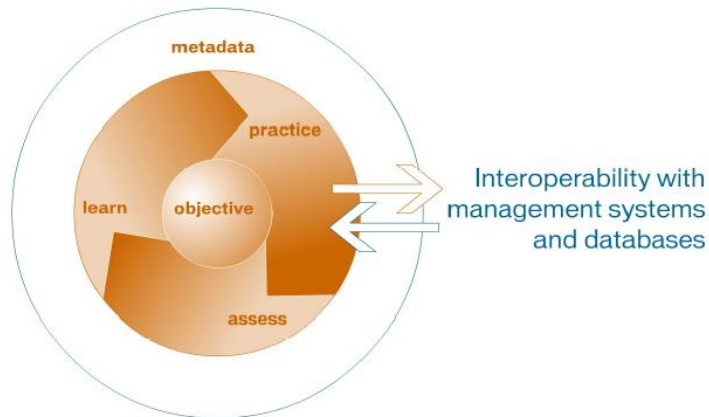 metadata
practice
learn
objective
assess
Interoperability with
management systems
and databases